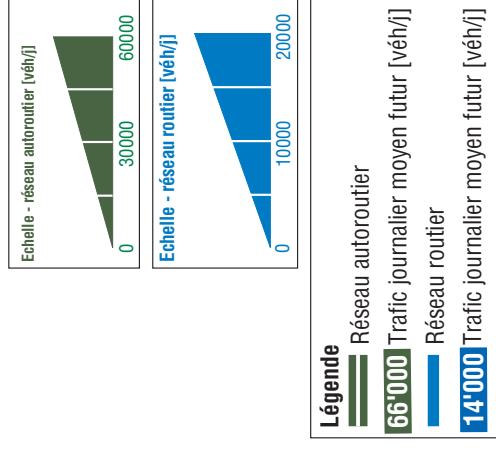 Echelle - réseau autoroutier [véh/j]
0 30000 60000
Echelle - réseau routier [véh/j]
0 10000 20000
Légende
Réseau autoroutier
66'000 Trafic journalier moyen futur [véh/j]
Réseau routier
14'000 Trafic journalier moyen futur [véh/j]